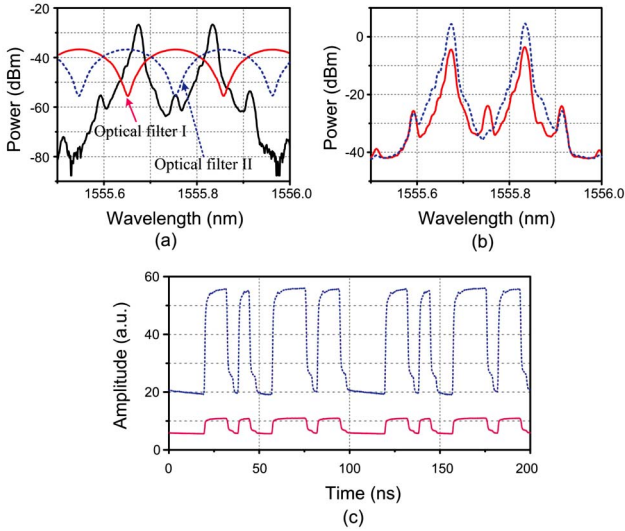 -20
-40
-60
-80
Power (dBm)
Optical filter I
Optical filter II
1555.6
1555.8
1556.0
Wavelength (nm)
(a)
0
-20
-40
Power (dBm)
1555.6
1555.8
1556.0
Wavelength (nm)
(b)
60
40
20
0
Amplitude (a.u.)
0
50
100
150
200
Time (ns)
(c)